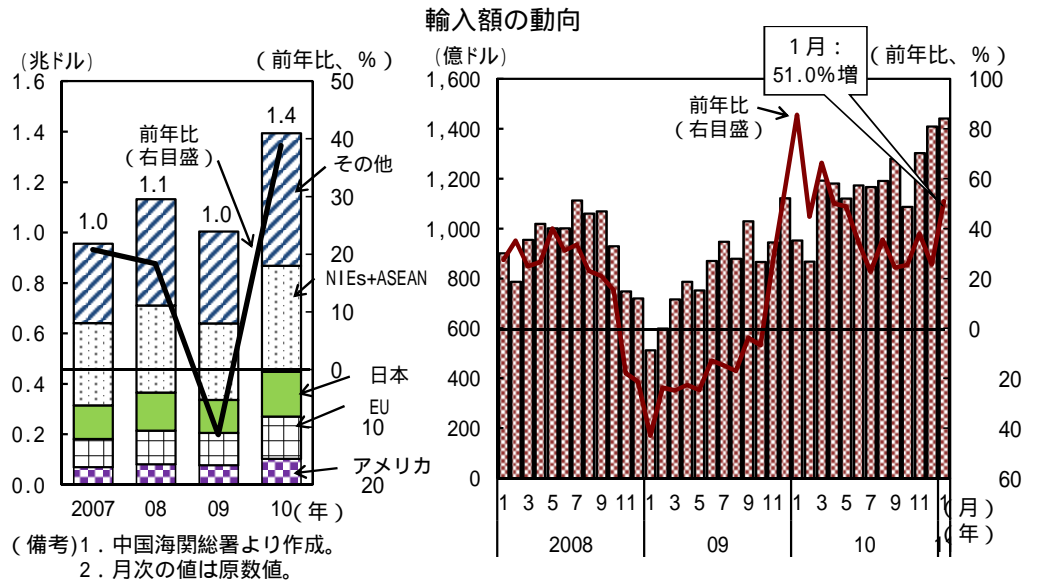 輸入額の動向
(兆ドル)
(前年比、%)
1.6
1.4
1.2
1.0
0.8
0.6
0.4
0.2
0.0
50
40
30
20
10
0
10
20
1.0
1.1
1.0
1.4
前年比
(右目盛)
その他
NIEs+ASEAN
日本
EU
アメリカ
2007 08 09 10 (年)
(億ドル)
(前年比、%)
1,600
1,400
1,200
1,000
800
600
400
200
0
100
80
60
40
20
0
20
40
60
1月:
51.0%増
前年比
(右目盛)
1 3 5 7 9 11 1 3 5 7 9 11 1 3 5 7 9 11 1 (月)
2008 09 10 1 (年)
(備考)1.中国海関総署より作成。
2.月次の値は原数値。